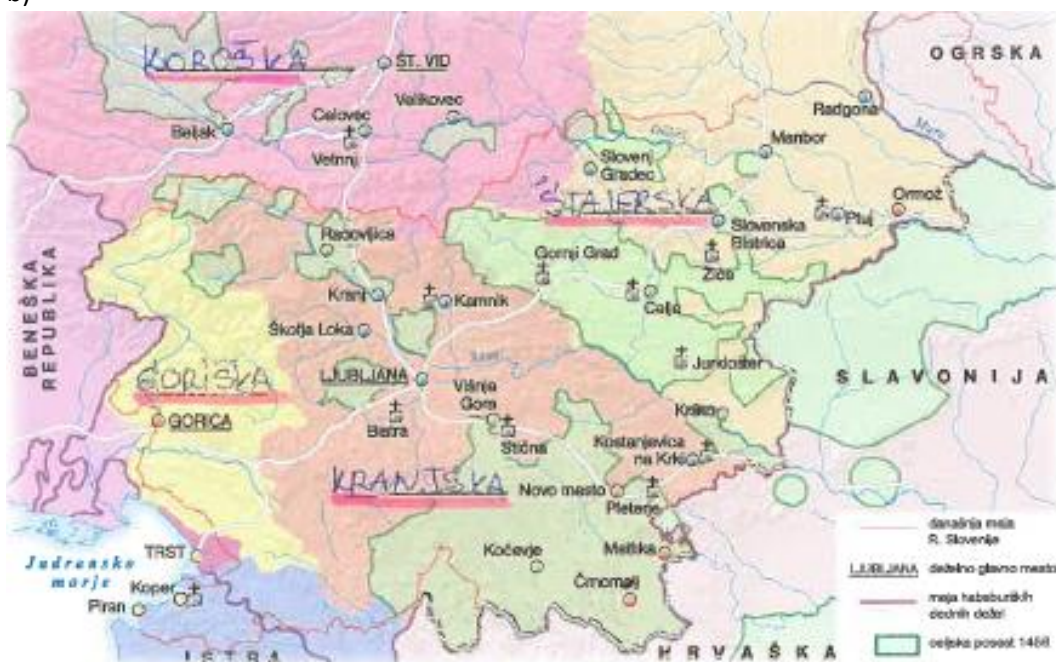 b)
KOROŠKA
ŠT. VID
OGRSKA
Beljak
Celovec
Velikovec
Vetrinj
Radgona
Mura
Maribor
Slovenj
Gradec
ŠTAJERSKA
Ormož
Ptuj
Slovenska
Bistrica
Žiče
Radovljica
Gornji Grad
BENEŠKA
REPUBLIKA
Kranj
Kamnik
Celje
Škofja Loka
GORIŠKA
LJUBLJANA
Jurklošter
SLAVONIJA
Višnja
Gora
Krško
GORICA
Bistra
Stična
Kostanjevica
na Krki
KRANJSKA
Novo mesto
Pleterje
TRST
Kočevje
Metlika
Jadransko
morje
Koper
Črnomelj
Piran
ISTRA
HRVAŠKA
današnja meja
R. Slovenije
LJUBLJANA deželno glavno mesto
meja habsburških
dednih dežel
celjska posest 1456